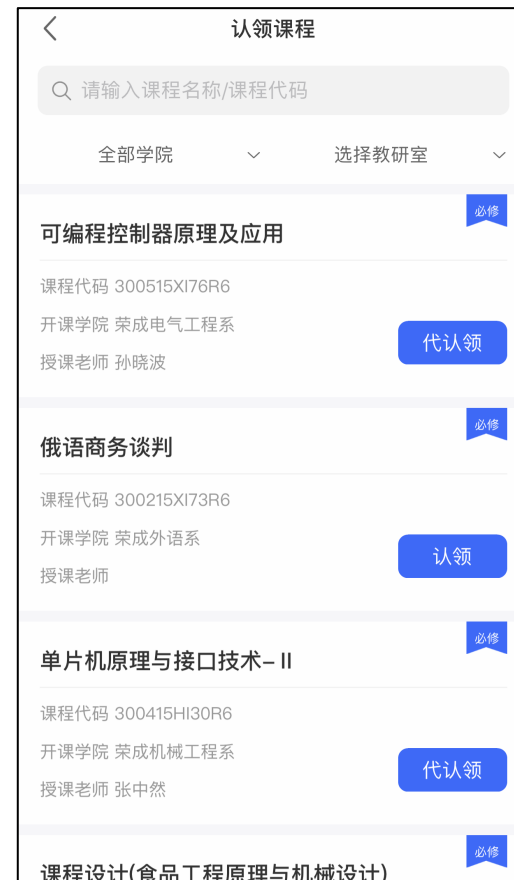 认领课程
请输入课程名称/课程代码
全部学院 选择教研室
必修
可编程控制器原理及应用
课程代码 300515XI76R6
开课学院 荣成电气工程系
代认领
授课老师 孙晓波
必修
俄语商务谈判
课程代码 300215XI73R6
开课学院 荣成外语系
认领
授课老师
必修
单片机原理与接口技术-Ⅱ
课程代码 300415HI30R6
开课学院 荣成机械工程系
代认领
授课老师 张中然
必修
课程设计(食品工程原理与机械设计)